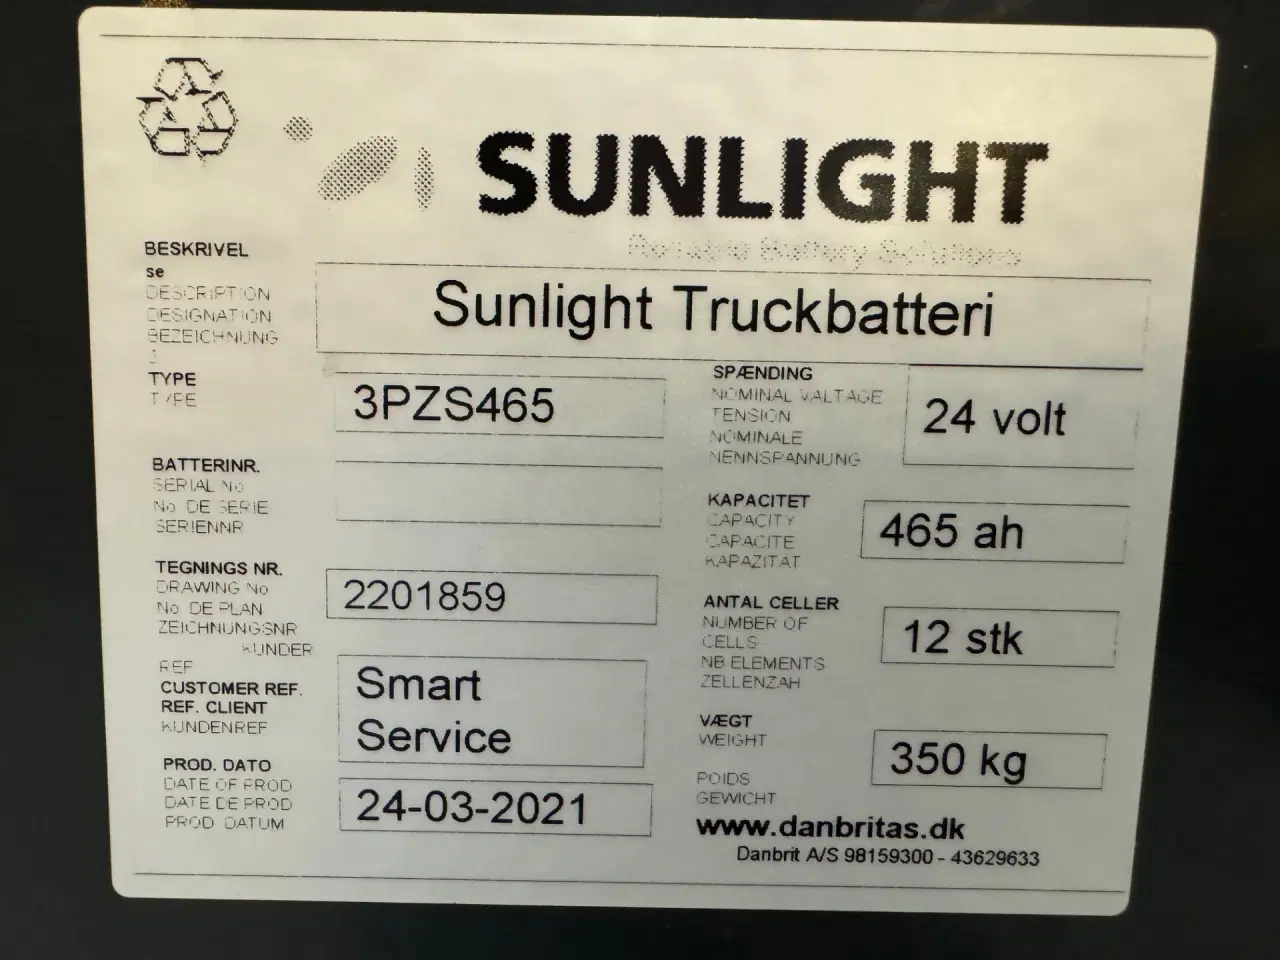 SUNLIGHT
Reliable Battery Solutions
BESKRIVEL
se
DESCRIPTION
DESIGNATION
BEZEICHNUNG
:
Sunlight Truckbatteri
TYPE
TYPE
3PZS465
BATTERINR.
SERIAL No
No DE SERIE
SERIENNR
TEGNINGS NR.
DRAWING No
No DE PLAN
ZEICHNUNGSNR
2201859
KUNDER
REF
CUSTOMER REF.
REF. CLIENT
KUNDENREF
Smart
Service
PROD. DATO
DATE OF PROD
DATE DE PROD
PROD DATUM
24-03-2021
SPÆNDING
NOMINAL VALTAGE
TENSION
NOMINALE
NENNSPANNUNG
24 volt
KAPACITET
CAPACITY
CAPACITE
KAPAZITAT
465 ah
ANTAL CELLER
NUMBER OF
CELLS
NB ELEMENTS
ZELLENZAH
12 stk
VÆGT
WEIGHT
POIDS
GEWICHT
350 kg
www.danbritas.dk
Danbrit A/S 98159300 - 43629633